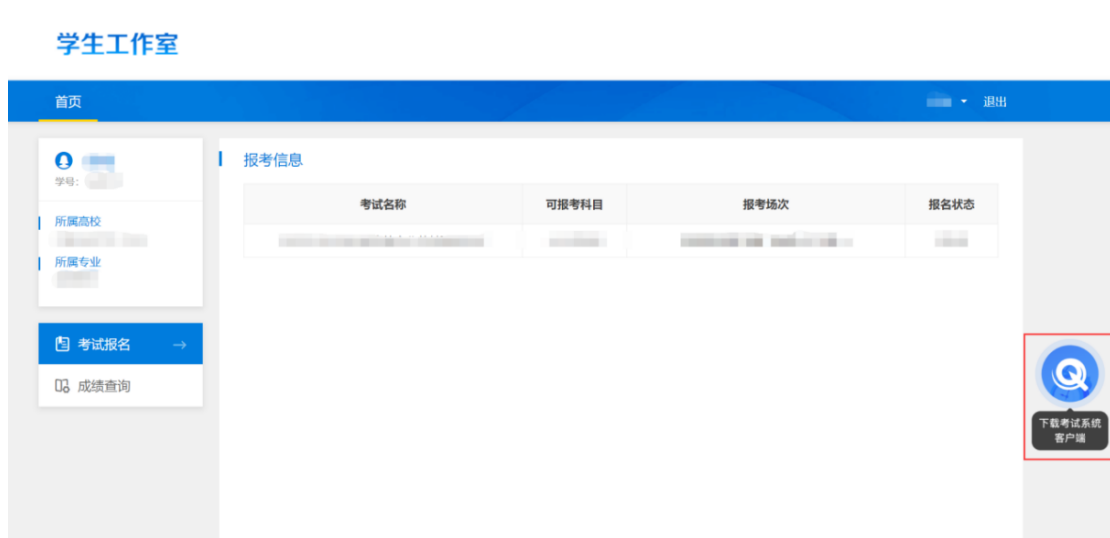 学生工作室
首页
退出
学号:
所属高校
所属专业
考试报名 →
成绩查询
报考信息
考试名称 可报考科目 报考场次 报名状态
下载考试系统
客户端